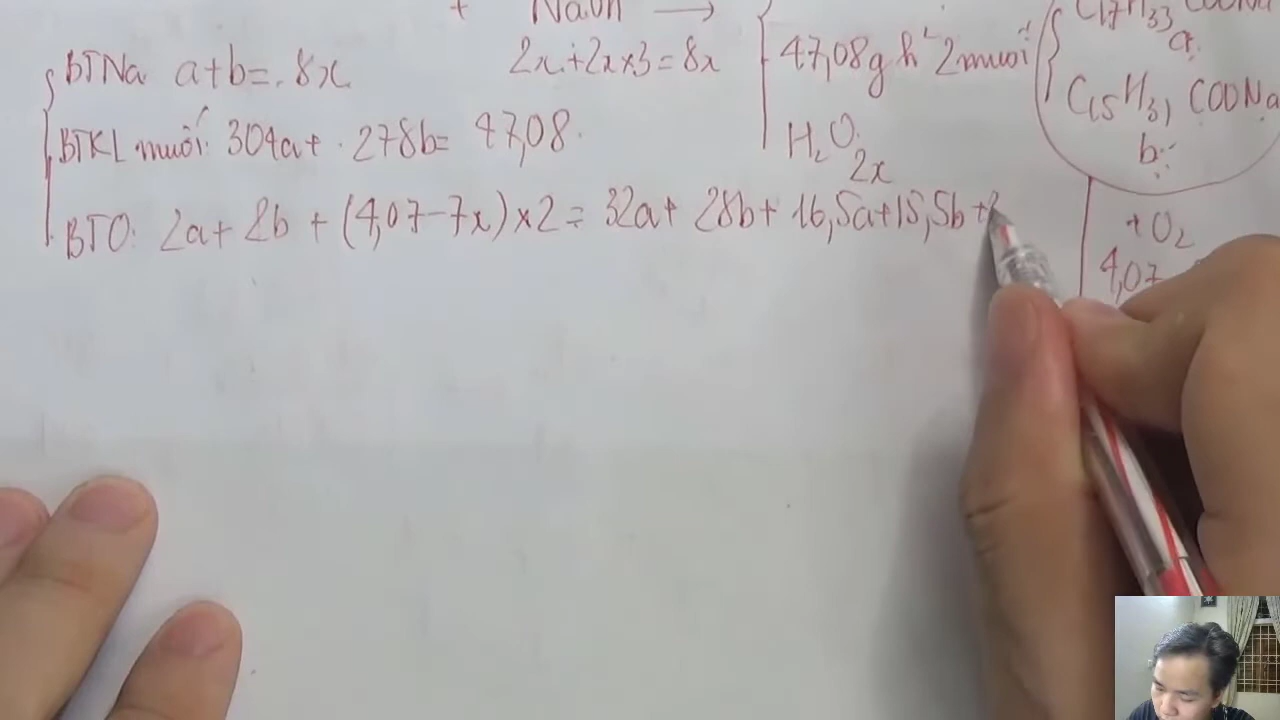 + NaOH →
C17H33 COONa
a
BTNa a+b = 8x
2x + 2x×3 = 8x
47,08g h² 2 muối
C15H31 COONa
b
BTKL muối: 304a + 278b = 47,08
H2O
2x
BTO: 2a + 2b + (4,07-7x)×2 = 32a + 28b + 16,5a+15,5b +
+ O2
4,07-